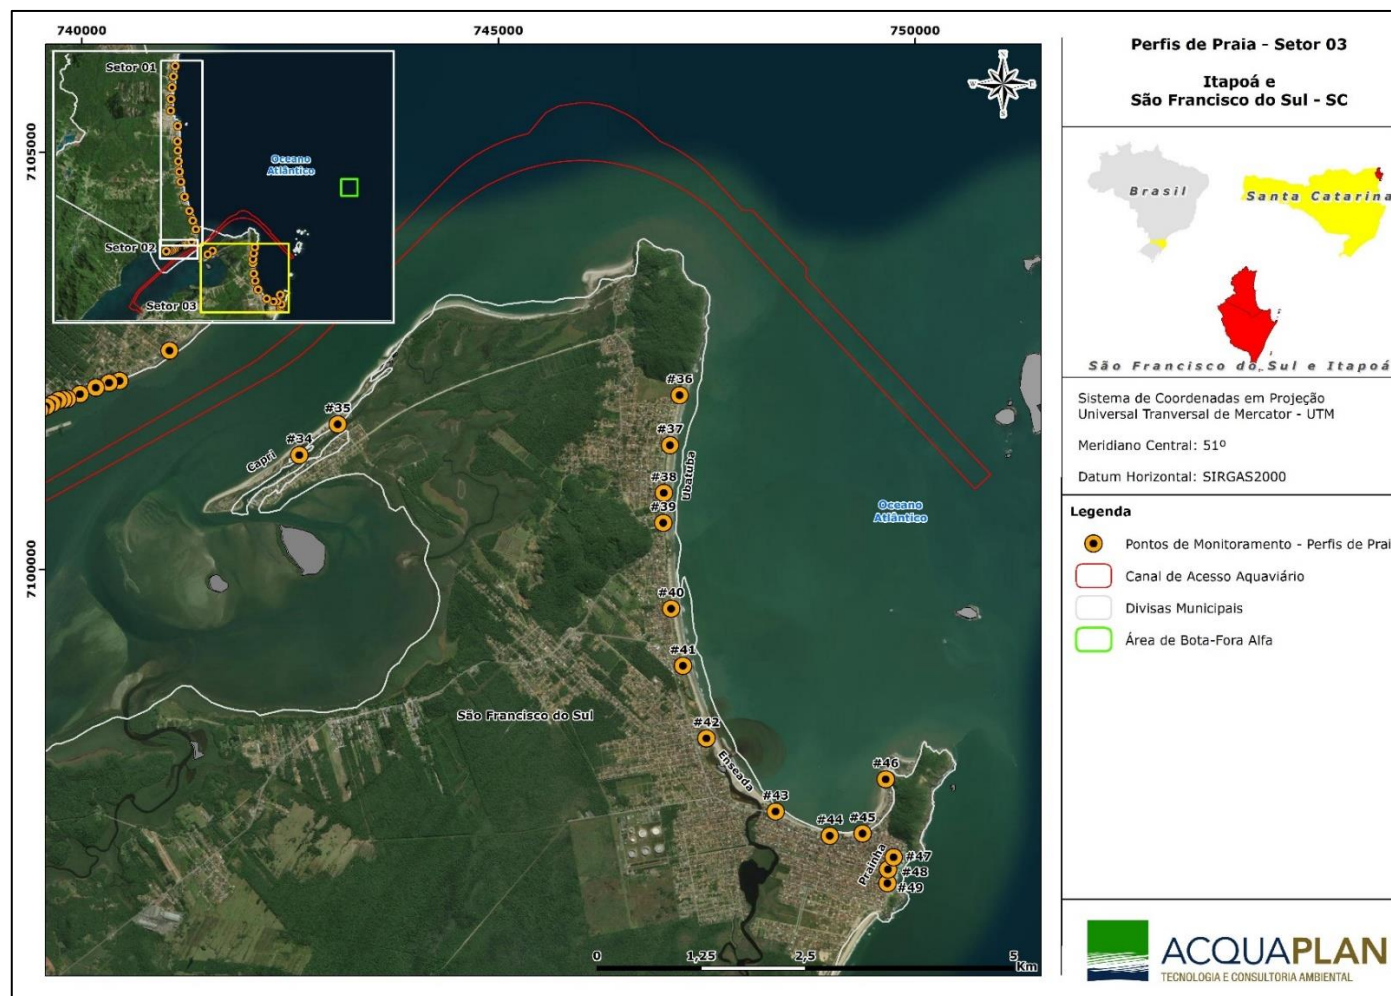 740000
745000
750000
7105000
7100000
Setor 01
Oceano
Atlântico
Setor 02
Setor 03
N
W
E
S
#36
#35
#37
#34
Capri
#38
Ubatuba
#39
Oceano
Atlântico
#40
#41
São Francisco do Sul
#42
Enseada
#46
#43
#44
#45
Prainha
#47
#48
#49
0
1,25
2,5
5
Km
Perfis de Praia - Setor 03
Itapoá e
São Francisco do Sul - SC
Brasil
Santa Catarina
São Francisco do Sul e Itapoá
Sistema de Coordenadas em Projeção
Universal Tranversal de Mercator - UTM
Meridiano Central: 51º
Datum Horizontal: SIRGAS2000
Legenda
Pontos de Monitoramento - Perfis de Prai
Canal de Acesso Aquaviário
Divisas Municipais
Área de Bota-Fora Alfa
ACQUAPLAN
TECNOLOGIA E CONSULTORIA AMBIENTAL